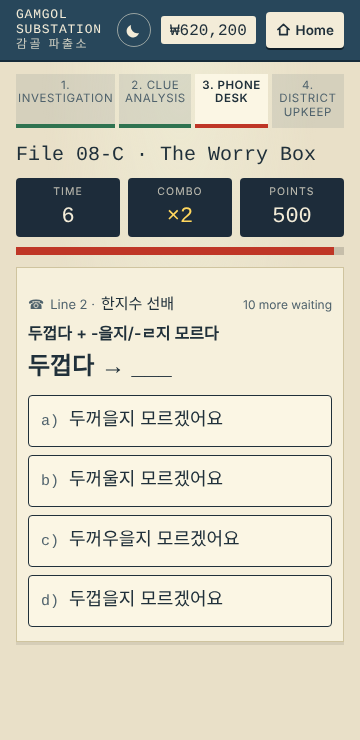 GAMGOL
SUBSTATION
감골 파출소
₩620,200
Home
1.
INVESTIGATION
2. CLUE
ANALYSIS
3. PHONE
DESK
4.
DISTRICT
UPKEEP
File 08-C · The Worry Box
TIME
6
COMBO
×2
POINTS
500
☎ Line 2 · 한지수 선배
10 more waiting
두껍다 + -을지/-ㄹ지 모르다
두껍다 → ___
a) 두꺼을지 모르겠어요
b) 두꺼울지 모르겠어요
c) 두꺼우을지 모르겠어요
d) 두껍을지 모르겠어요